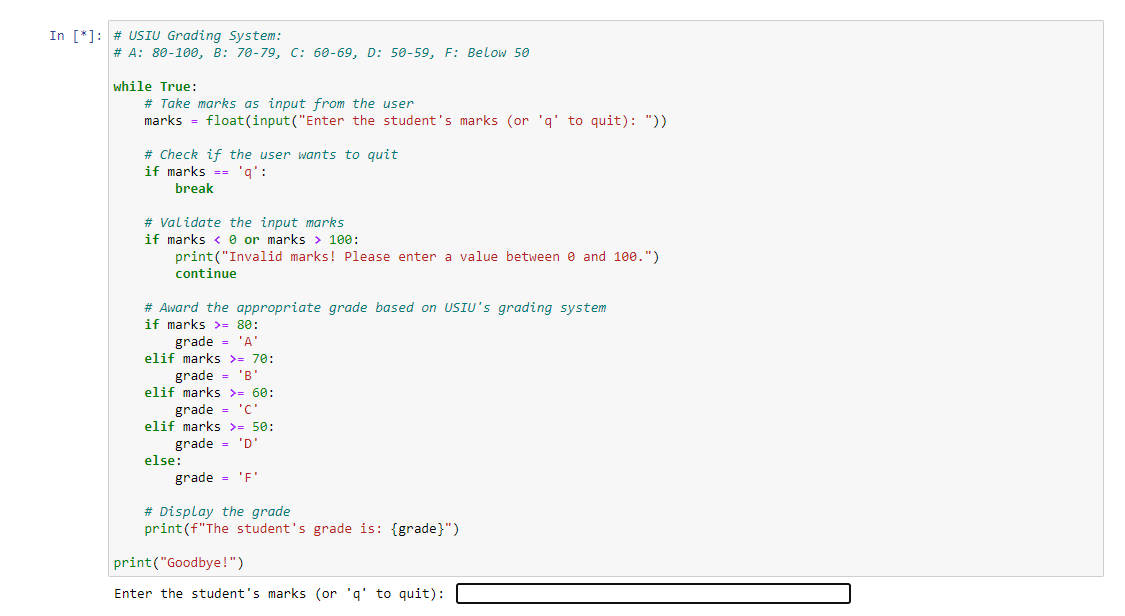 In [*]: # USIU Grading System:
# A: 80-100, B: 70-79, C: 60-69, D: 50-59, F: Below 50
while True:
    # Take marks as input from the user
    marks = float(input("Enter the student's marks (or 'q' to quit): "))
    # Check if the user wants to quit
    if marks == 'q':
        break
    # Validate the input marks
    if marks < 0 or marks > 100:
        print("Invalid marks! Please enter a value between 0 and 100.")
        continue
    # Award the appropriate grade based on USIU's grading system
    if marks >= 80:
        grade = 'A'
    elif marks >= 70:
        grade = 'B'
    elif marks >= 60:
        grade = 'C'
    elif marks >= 50:
        grade = 'D'
    else:
        grade = 'F'
    # Display the grade
    print(f"The student's grade is: {grade}")
print("Goodbye!")
Enter the student's marks (or 'q' to quit):